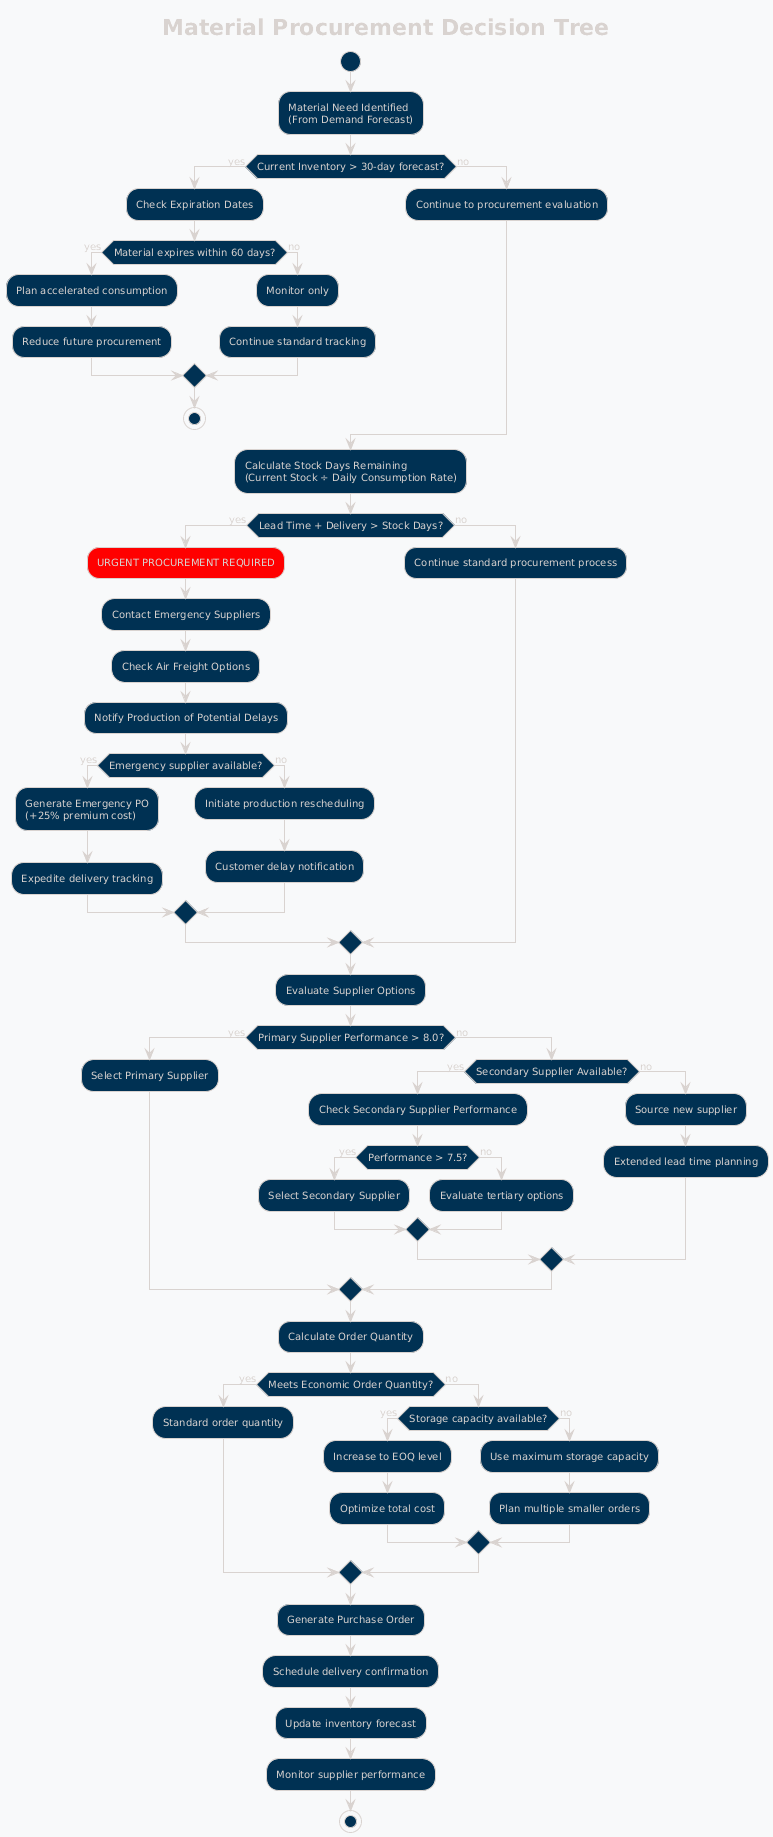 Material Procurement Decision Tree
Material Need Identified
(From Demand Forecast)
yes
Current Inventory > 30-day forecast?
no
Check Expiration Dates
Continue to procurement evaluation
yes
Material expires within 60 days?
no
Plan accelerated consumption
Monitor only
Reduce future procurement
Continue standard tracking
Calculate Stock Days Remaining
(Current Stock ÷ Daily Consumption Rate)
yes
Lead Time + Delivery > Stock Days?
no
URGENT PROCUREMENT REQUIRED
Continue standard procurement process
Contact Emergency Suppliers
Check Air Freight Options
Notify Production of Potential Delays
yes
Emergency supplier available?
no
Generate Emergency PO
(+25% premium cost)
Initiate production rescheduling
Expedite delivery tracking
Customer delay notification
Evaluate Supplier Options
yes
Primary Supplier Performance > 8.0?
no
Select Primary Supplier
yes
Secondary Supplier Available?
no
Check Secondary Supplier Performance
Source new supplier
yes
Performance > 7.5?
no
Extended lead time planning
Select Secondary Supplier
Evaluate tertiary options
Calculate Order Quantity
yes
Meets Economic Order Quantity?
no
Standard order quantity
yes
Storage capacity available?
no
Increase to EOQ level
Use maximum storage capacity
Optimize total cost
Plan multiple smaller orders
Generate Purchase Order
Schedule delivery confirmation
Update inventory forecast
Monitor supplier performance